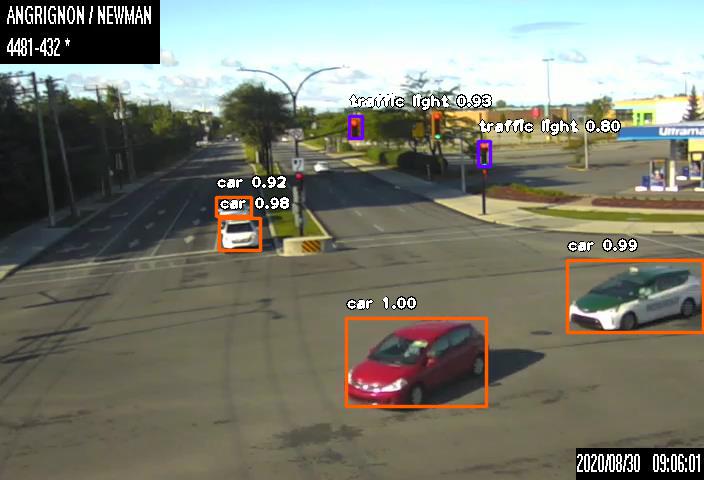 ANGRIGNON / NEWMAN
4481-432 *
traffic light 0.93
traffic light 0.80
Ultrama
car 0.92
car 0.98
car 0.99
car 1.00
2020/08/30 09:06:01